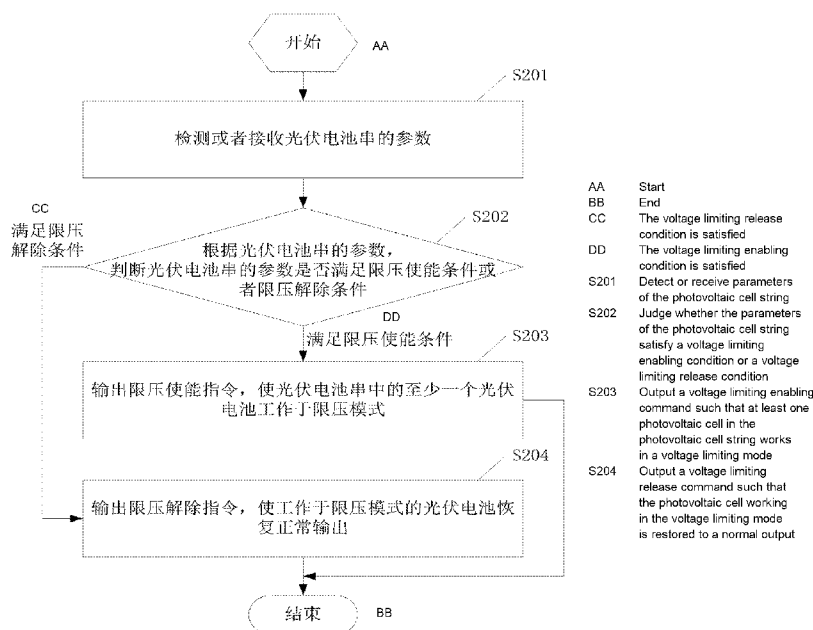 开始
AA
S201
检测或者接收光伏电池串的参数
CC
满足限压
解除条件
S202
根据光伏电池串的参数，
判断光伏电池串的参数是否满足限压使能条件或
者限压解除条件
DD
满足限压使能条件
S203
输出限压使能指令，使光伏电池串中的至少一个光伏
电池工作于限压模式
S204
输出限压解除指令，使工作于限压模式的光伏电池恢
复正常输出
结束
BB
AA Start
BB End
CC The voltage limiting release
condition is satisfied
DD The voltage limiting enabling
condition is satisfied
S201 Detect or receive parameters
of the photovoltaic cell string
S202 Judge whether the parameters
of the photovoltaic cell string
satisfy a voltage limiting
enabling condition or a voltage
limiting release condition
S203 Output a voltage limiting enabling
command such that at least one
photovoltaic cell in the
photovoltaic cell string works
in a voltage limiting mode
S204 Output a voltage limiting
release command such that
the photovoltaic cell working
in the voltage limiting mode
is restored to a normal output